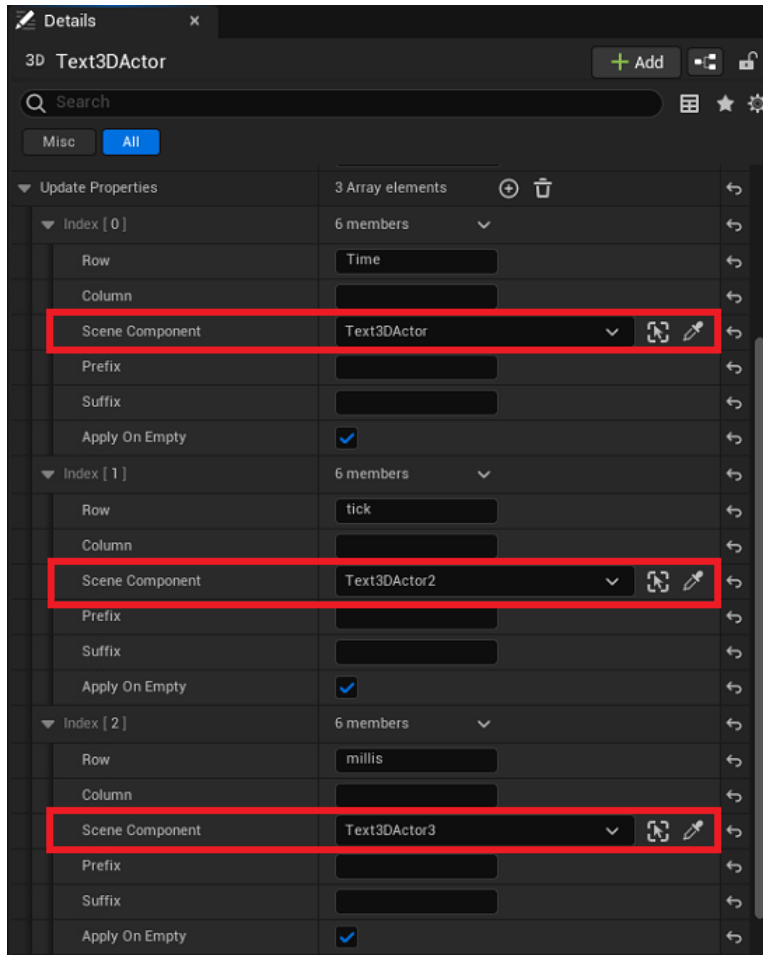 Details ×
3D Text3DActor + Add
Search
Misc All
Update Properties 3 Array elements
Index [ 0 ] 6 members
Row Time
Column
Scene Component Text3DActor
Prefix
Suffix
Apply On Empty
Index [ 1 ] 6 members
Row tick
Column
Scene Component Text3DActor2
Prefix
Suffix
Apply On Empty
Index [ 2 ] 6 members
Row millis
Column
Scene Component Text3DActor3
Prefix
Suffix
Apply On Empty